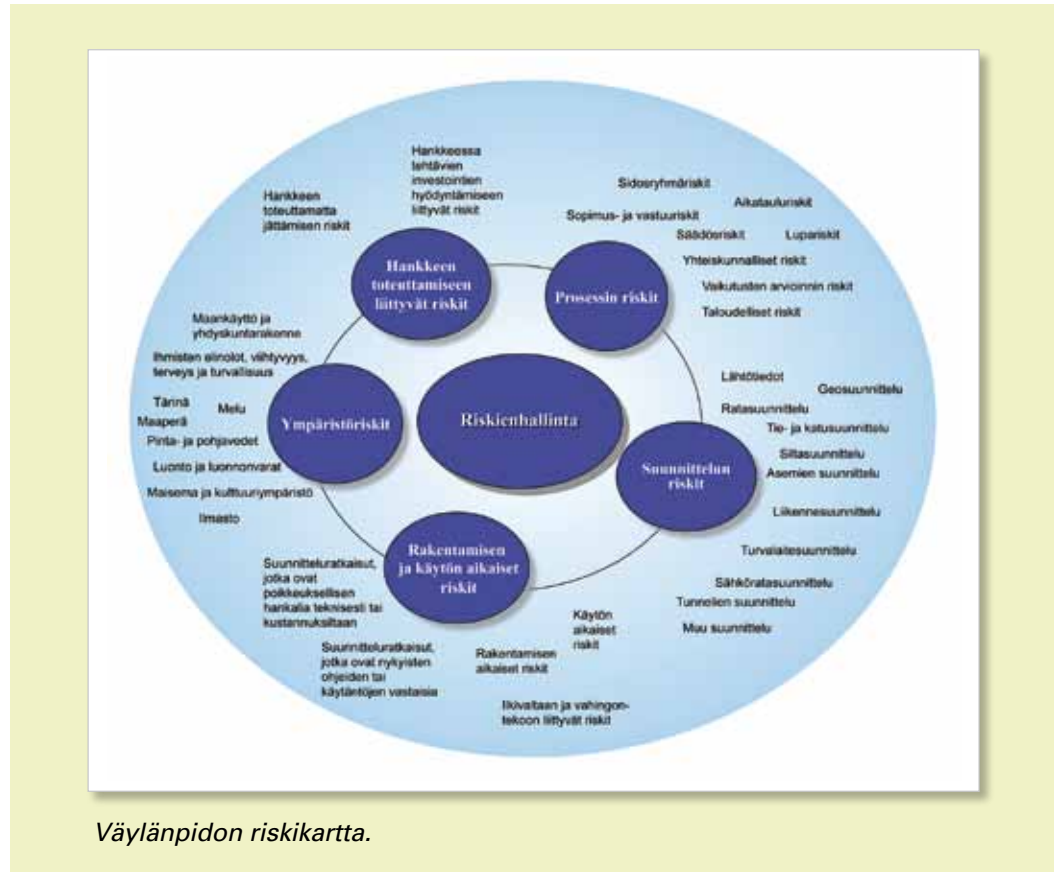 Hankkeessa
tehtävien
investointien
hyödyntämiseen
liittyvät riskit
Hankkeen
toteuttamatta
jättämisen riskit
Hankkeen
toteuttamiseen
liittyvät riskit
Sidosryhmäriskit
Aikatauluriskit
Sopimus- ja vastuuriskit
Säädösriskit
Lupariskit
Yhteiskunnalliset riskit
Vaikutusten arvioinnin riskit
Taloudelliset riskit
Prosessin riskit
Maankäyttö ja
yhdyskuntarakenne
Ihmisten elinolot, viihtyvyys,
terveys ja turvallisuus
Tärinä
Melu
Maaperä
Pinta- ja pohjavedet
Luonto ja luonnonvarat
Maisema ja kulttuuriympäristö
Ilmasto
Ympäristöriskit
Riskienhallinta
Lähtötiedot
Geosuunnittelu
Ratasuunnittelu
Tie- ja katusuunnittelu
Siltasuunnittelu
Asemien suunnittelu
Liikennesuunnittelu
Turvalaitesuunnittelu
Sähköratasuunnittelu
Tunnelien suunnittelu
Muu suunnittelu
Suunnittelun
riskit
Rakentamisen
ja käytön aikaiset
riskit
Suunnitteluratkaisut,
jotka ovat
poikkeuksellisen
hankalia teknisesti tai
kustannuksiltaan
Suunnitteluratkaisut,
jotka ovat nykyisten
ohjeiden tai
käytäntöjen vastaisia
Rakentamisen
aikaiset riskit
Käytön
aikaiset
riskit
Ilkivaltaan ja vahingon-
tekoon liittyvät riskit
Väylänpidon riskikartta.